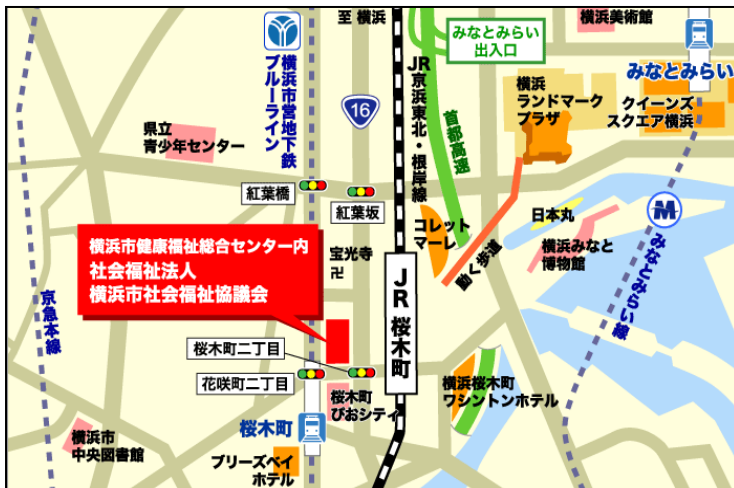 至 横浜
みなとみらい
出入口
横浜美術館
みなとみらい
横浜市営地下鉄
ブルーライン
16
JR京浜東北・根岸線
首都高速
横浜
ランドマーク
プラザ
クイーンズ
スクエア横浜
県立
青少年センター
紅葉橋
紅葉坂
コレット
マーレ
日本丸
M
横浜みなと
博物館
動く歩道
みなとみらい線
横浜市健康福祉総合センター内
社会福祉法人
横浜市社会福祉協議会
宝光寺
卍
JR桜木町
京急本線
桜木町二丁目
花咲町二丁目
桜木町
ぴおシティ
横浜桜木町
ワシントンホテル
桜木町
横浜市
中央図書館
ブリーズベイ
ホテル